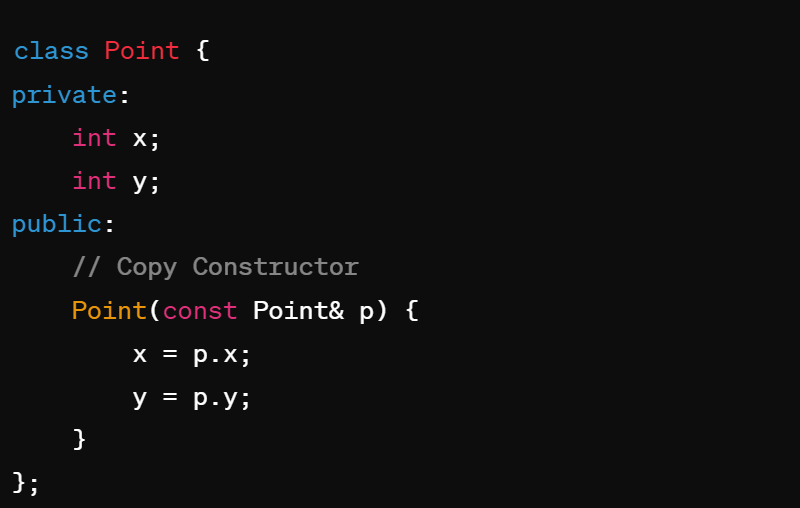 class Point {
private:
    int x;
    int y;
public:
    // Copy Constructor
    Point(const Point& p) {
        x = p.x;
        y = p.y;
    }
};